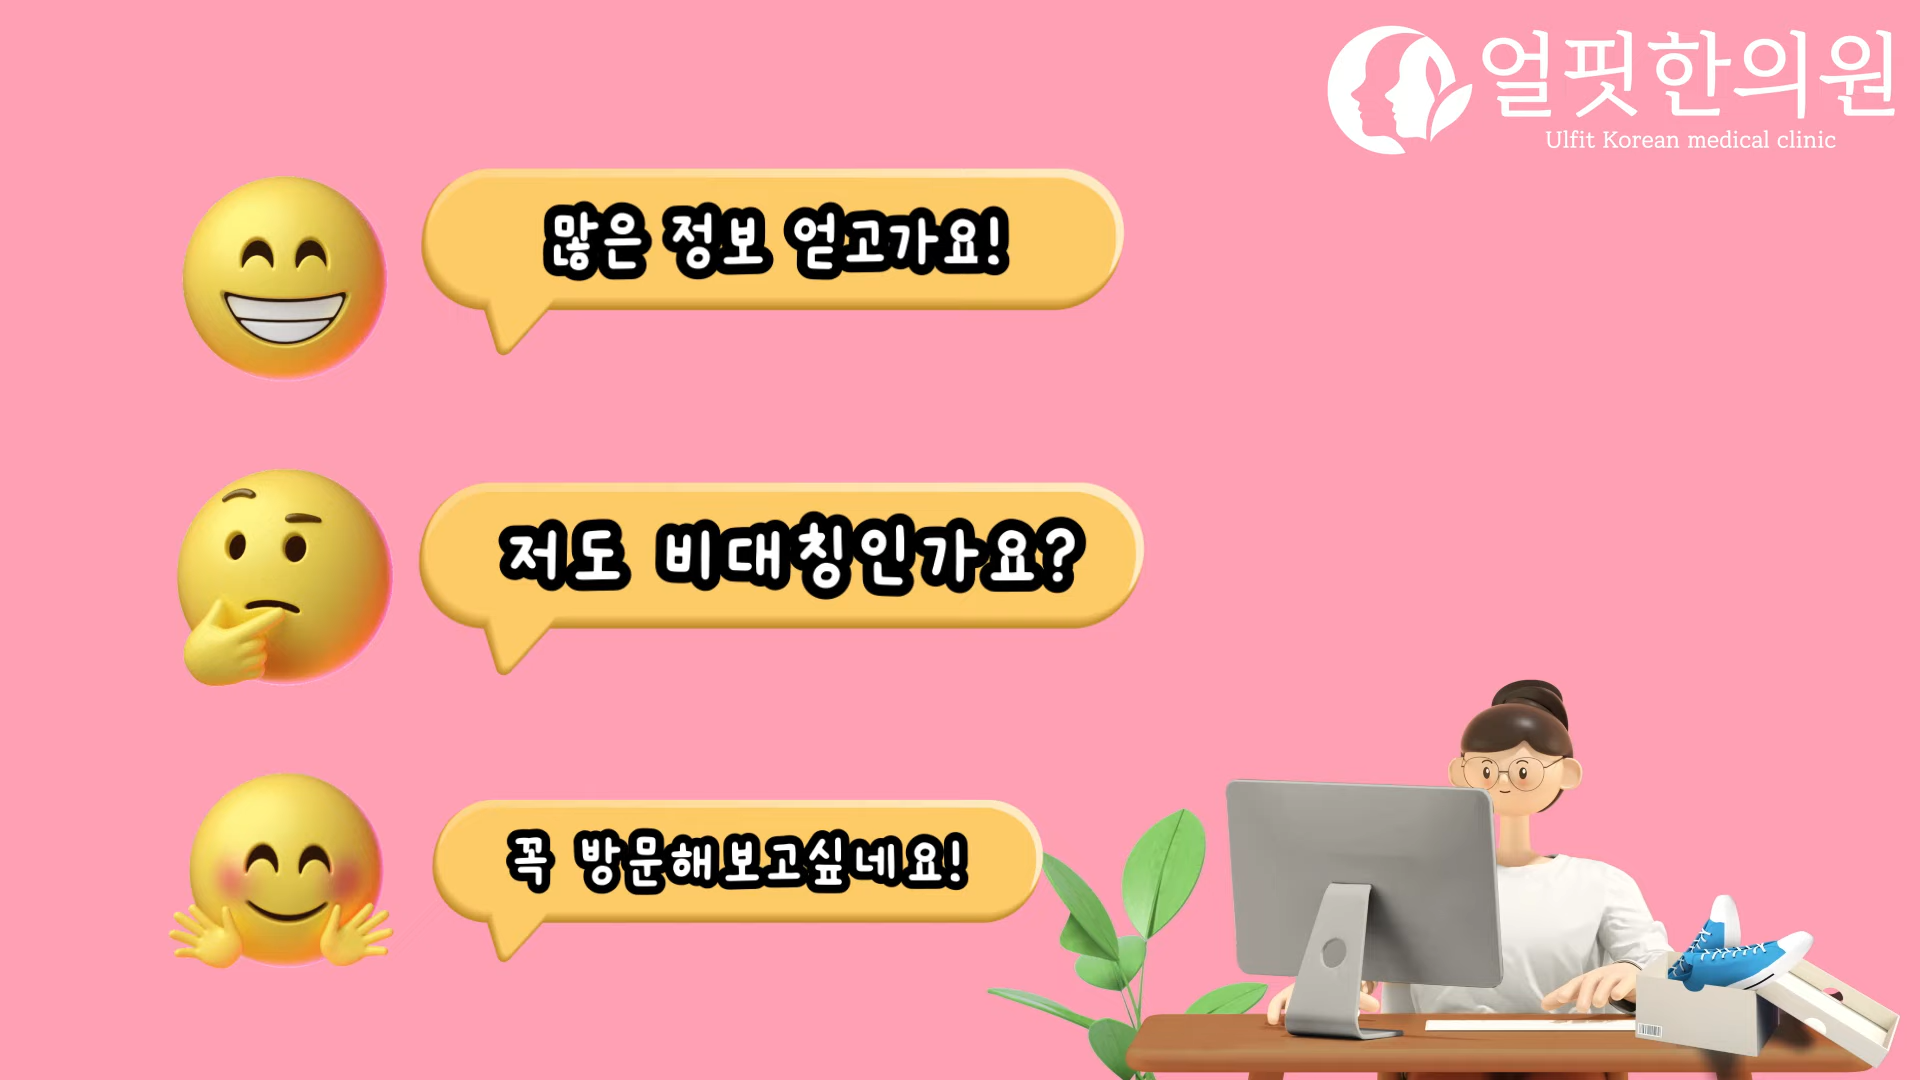 얼핏한의원
Ulfit Korean medical clinic
많은 정보 얻고가요!
저도 비대칭인가요?
꼭 방문해보고싶네요!